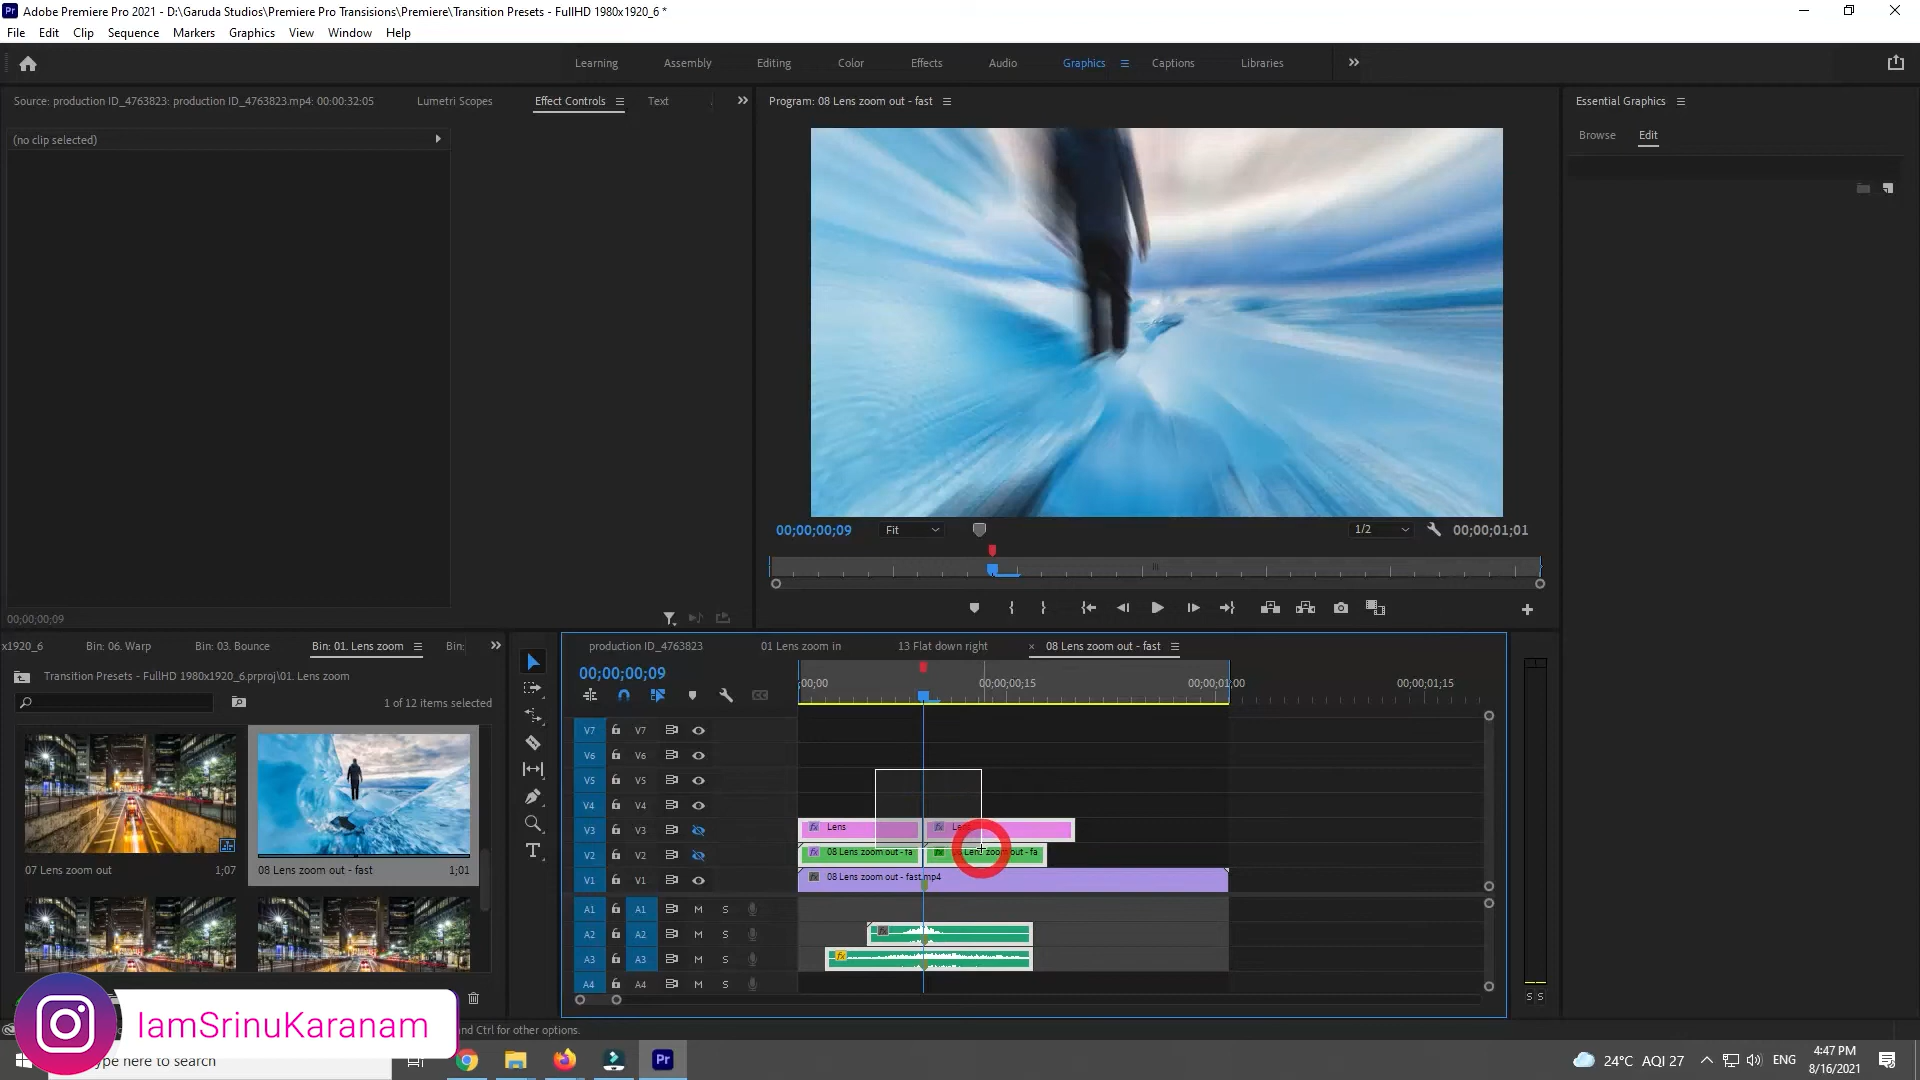 Adobe Premiere Pro 2021 - D:\Garuda Studios\Premiere Pro Transisions\Premiere\Transition Presets - FullHD 1980x1920_6 *
File Edit Clip Sequence Markers Graphics View Window Help
Learning Assembly Editing Color Effects Audio Graphics Captions Libraries
Source: production ID_4763823: production ID_4763823.mp4: 00:00:32:05 Lumetri Scopes Effect Controls Text
Program: 08 Lens zoom out - fast
Essential Graphics
(no clip selected)
Browse Edit
00;00;00;09 Fit 1/2 00;00;01;01
00;00;00;09
x1920_6 Bin: 06. Warp Bin: 03. Bounce Bin: 01. Lens zoom Bin:
production ID_4763823 01 Lens zoom in 13 Flat down right × 08 Lens zoom out - fast
Transition Presets - FullHD 1980x1920_6.prproj\01. Lens zoom
00;00;00;09
;00;00 00;00;00;15 00;00;01;00 00;00;01;15
1 of 12 items selected
V7 V7
V6 V6
V5 V5
V4 V4
V3 V3 Lens
V2 V2 08 Lens zoom out - fa
V1 V1 08 Lens zoom out - fast.mp4
07 Lens zoom out 1;07 08 Lens zoom out - fast 1;01
A1 A1 M S
A2 A2 M S
A3 A3 M S
A4 A4 M S
S S
IamSrinuKaranam
and Ctrl for other options.
ype here to search
24°C AQI 27 ENG 4:47 PM
8/16/2021